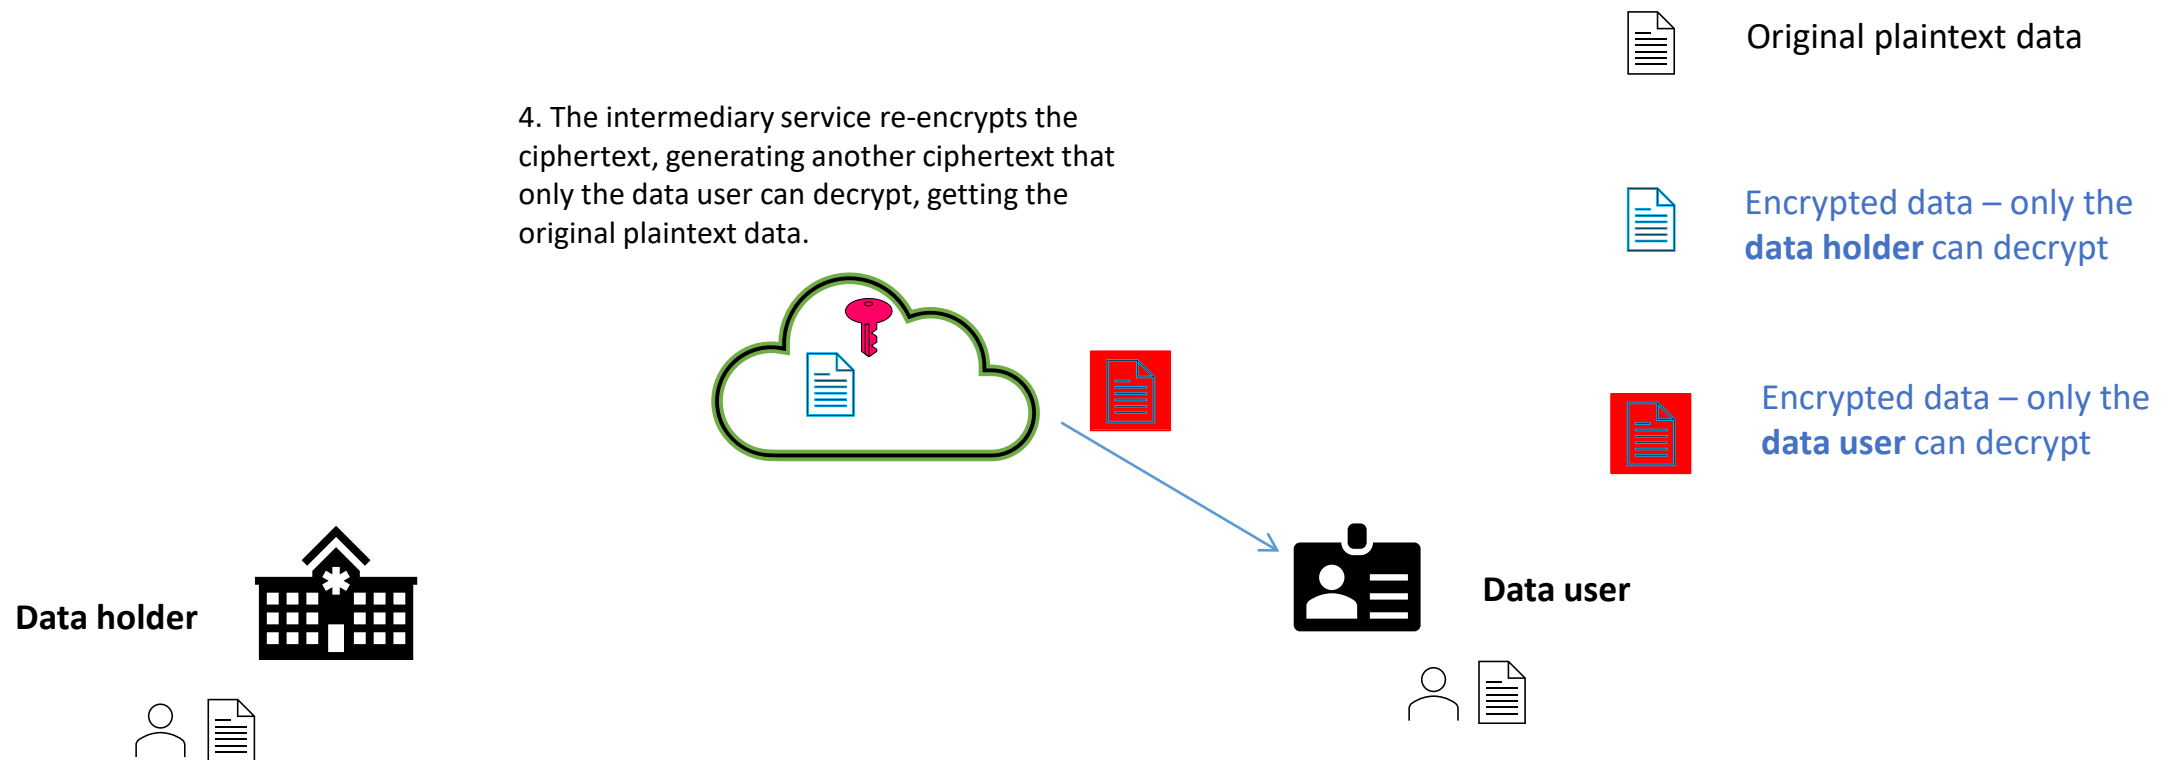 Original plaintext data
4. The intermediary service re-encrypts the
ciphertext, generating another ciphertext that
only the data user can decrypt, getting the
original plaintext data.
Encrypted data – only the
data holder can decrypt
Encrypted data – only the
data user can decrypt
Data holder
Data user